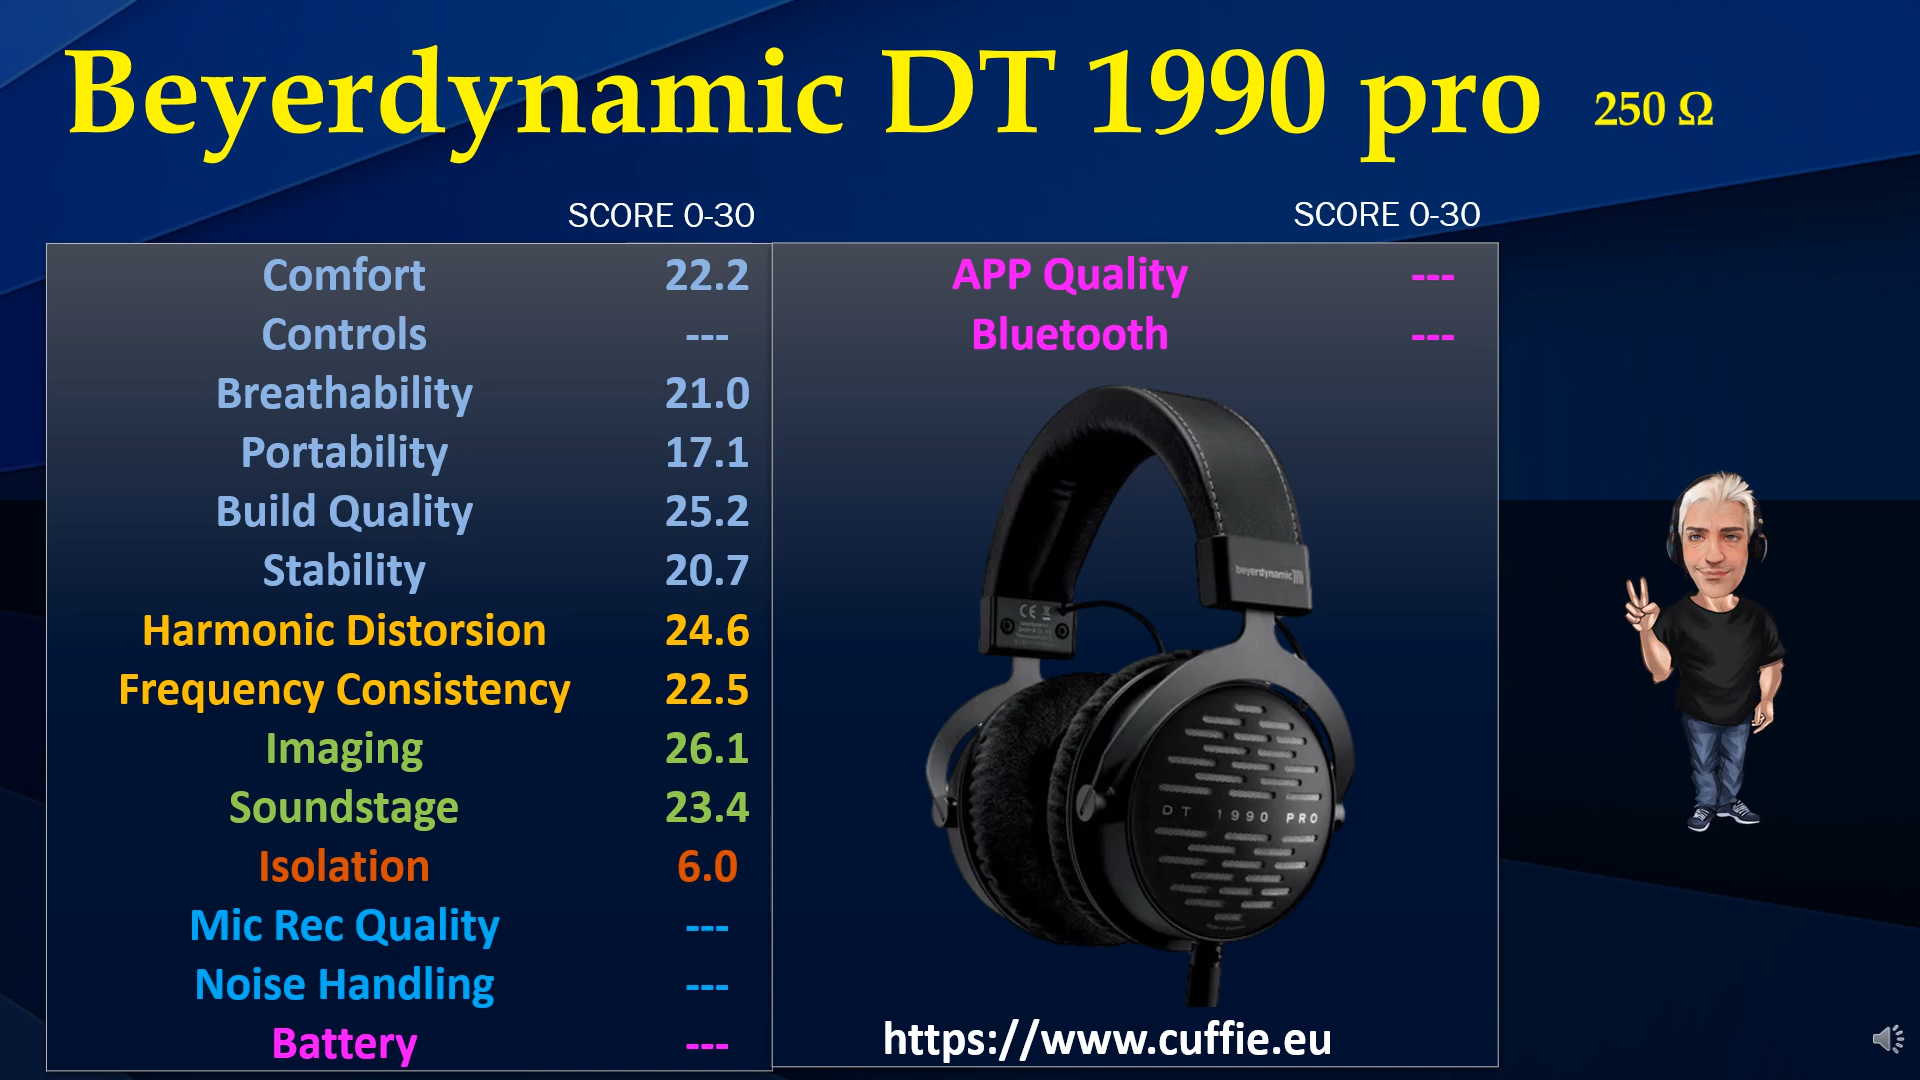 Beyerdynamic DT 1990 pro 250 Ω
SCORE 0-30
SCORE 0-30
Comfort 22.2
Controls ---
Breathability 21.0
Portability 17.1
Build Quality 25.2
Stability 20.7
Harmonic Distorsion 24.6
Frequency Consistency 22.5
Imaging 26.1
Soundstage 23.4
Isolation 6.0
Mic Rec Quality ---
Noise Handling ---
Battery ---
APP Quality ---
Bluetooth ---
beyerdynamic
CE
DT 1990 PRO
https://www.cuffie.eu